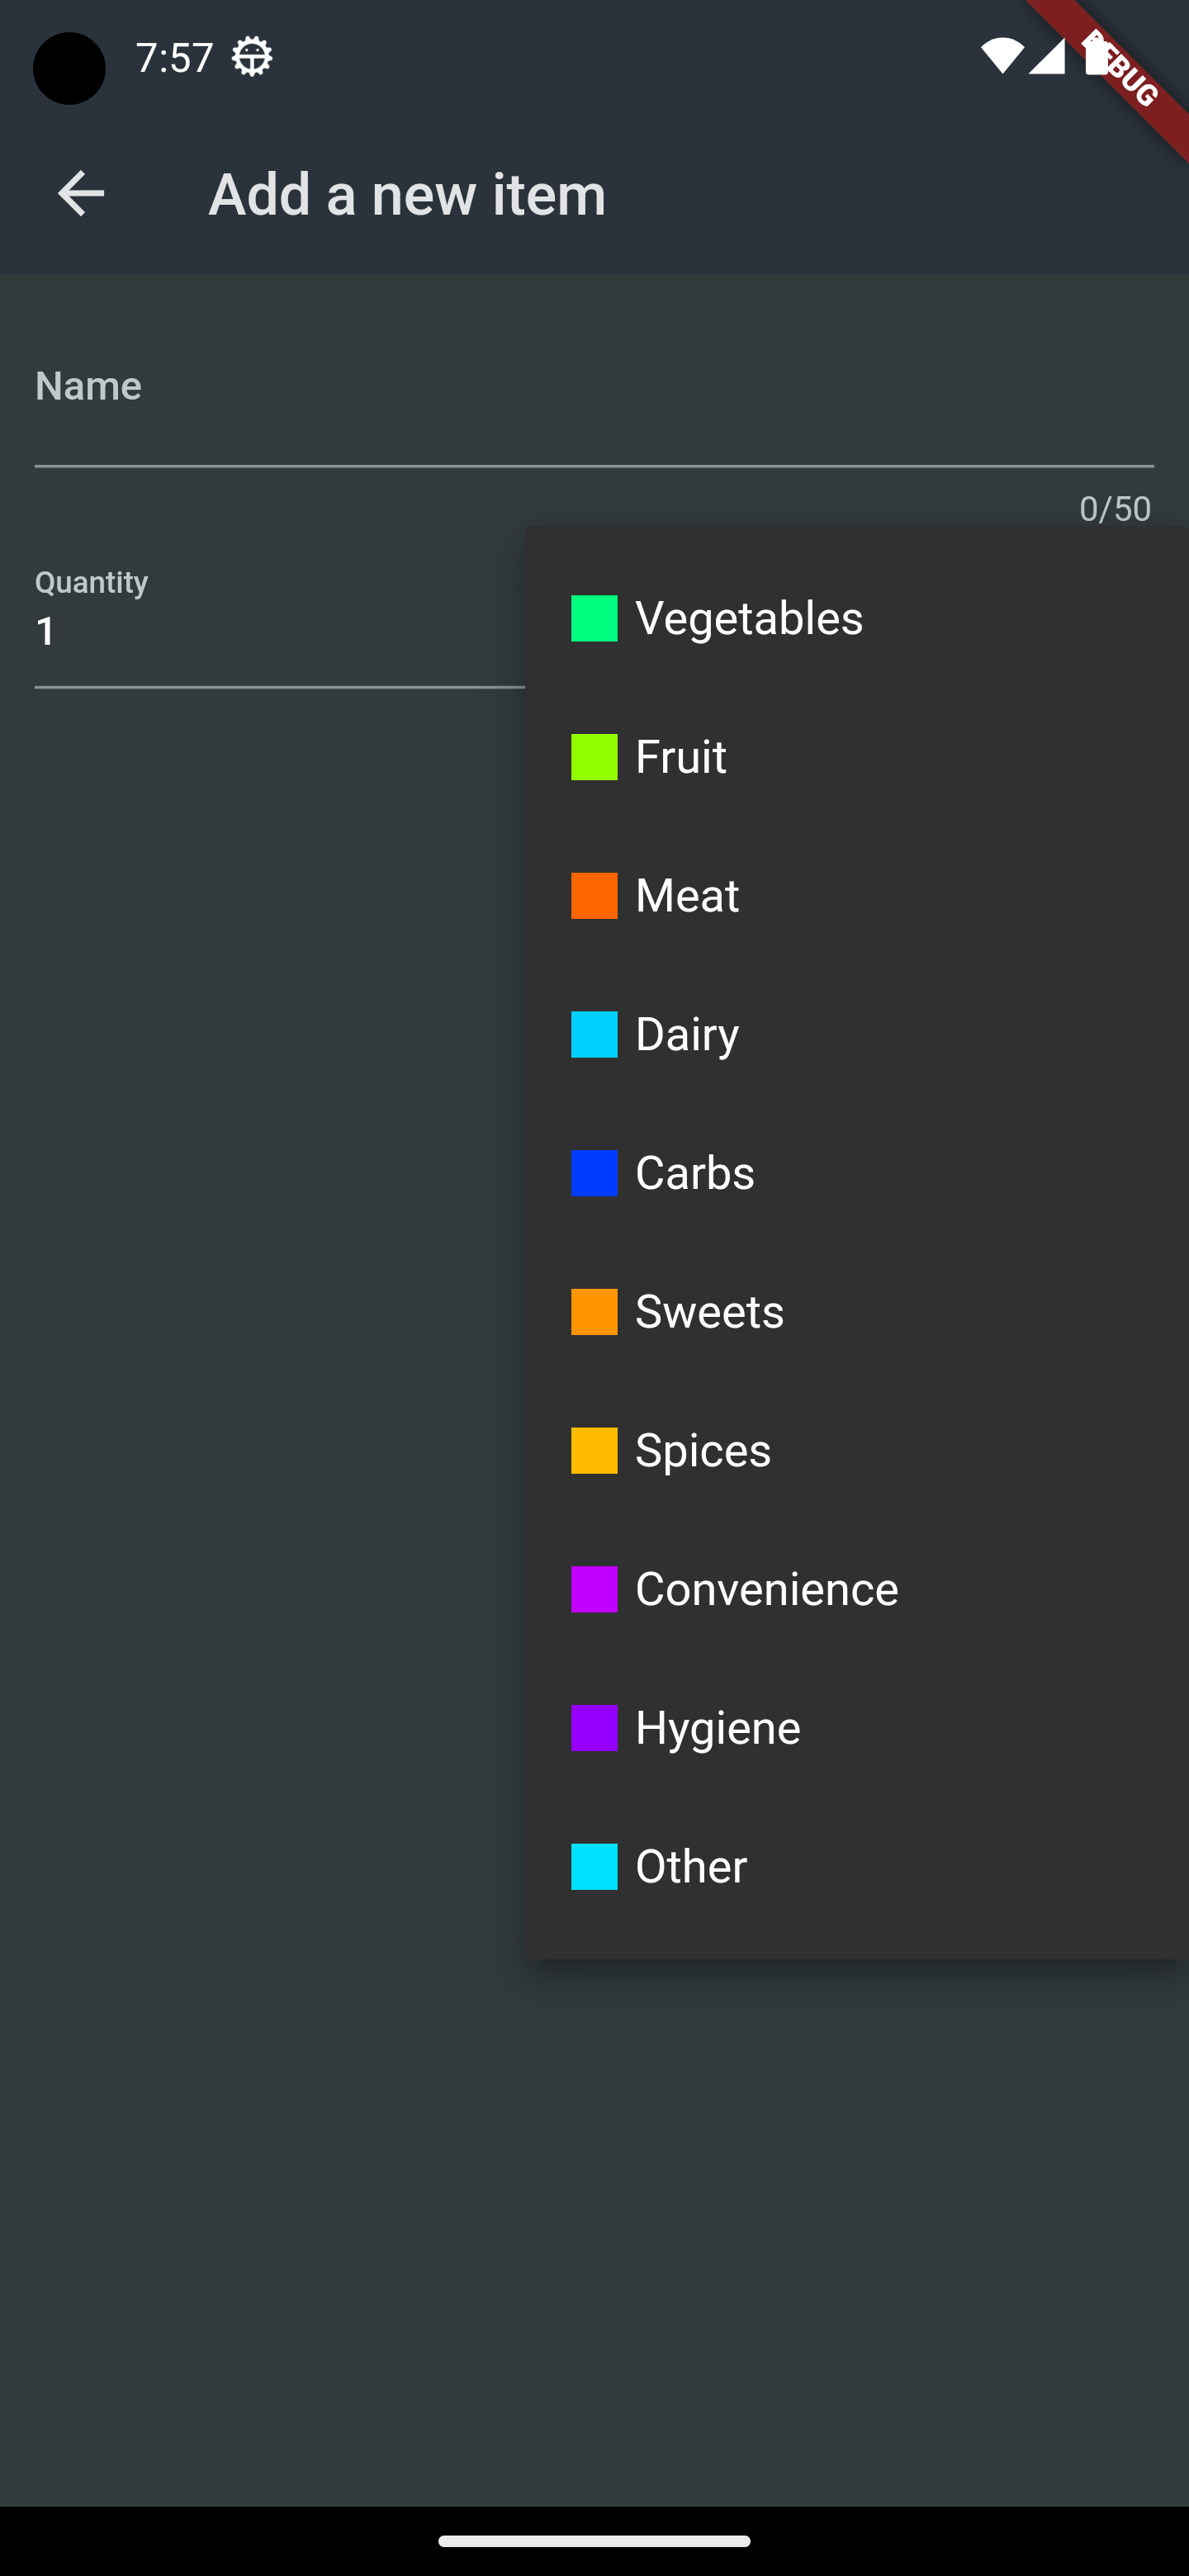 7:57
DEBUG
Add a new item
Name
0/50
Quantity
1
Vegetables
Fruit
Meat
Dairy
Carbs
Sweets
Spices
Convenience
Hygiene
Other